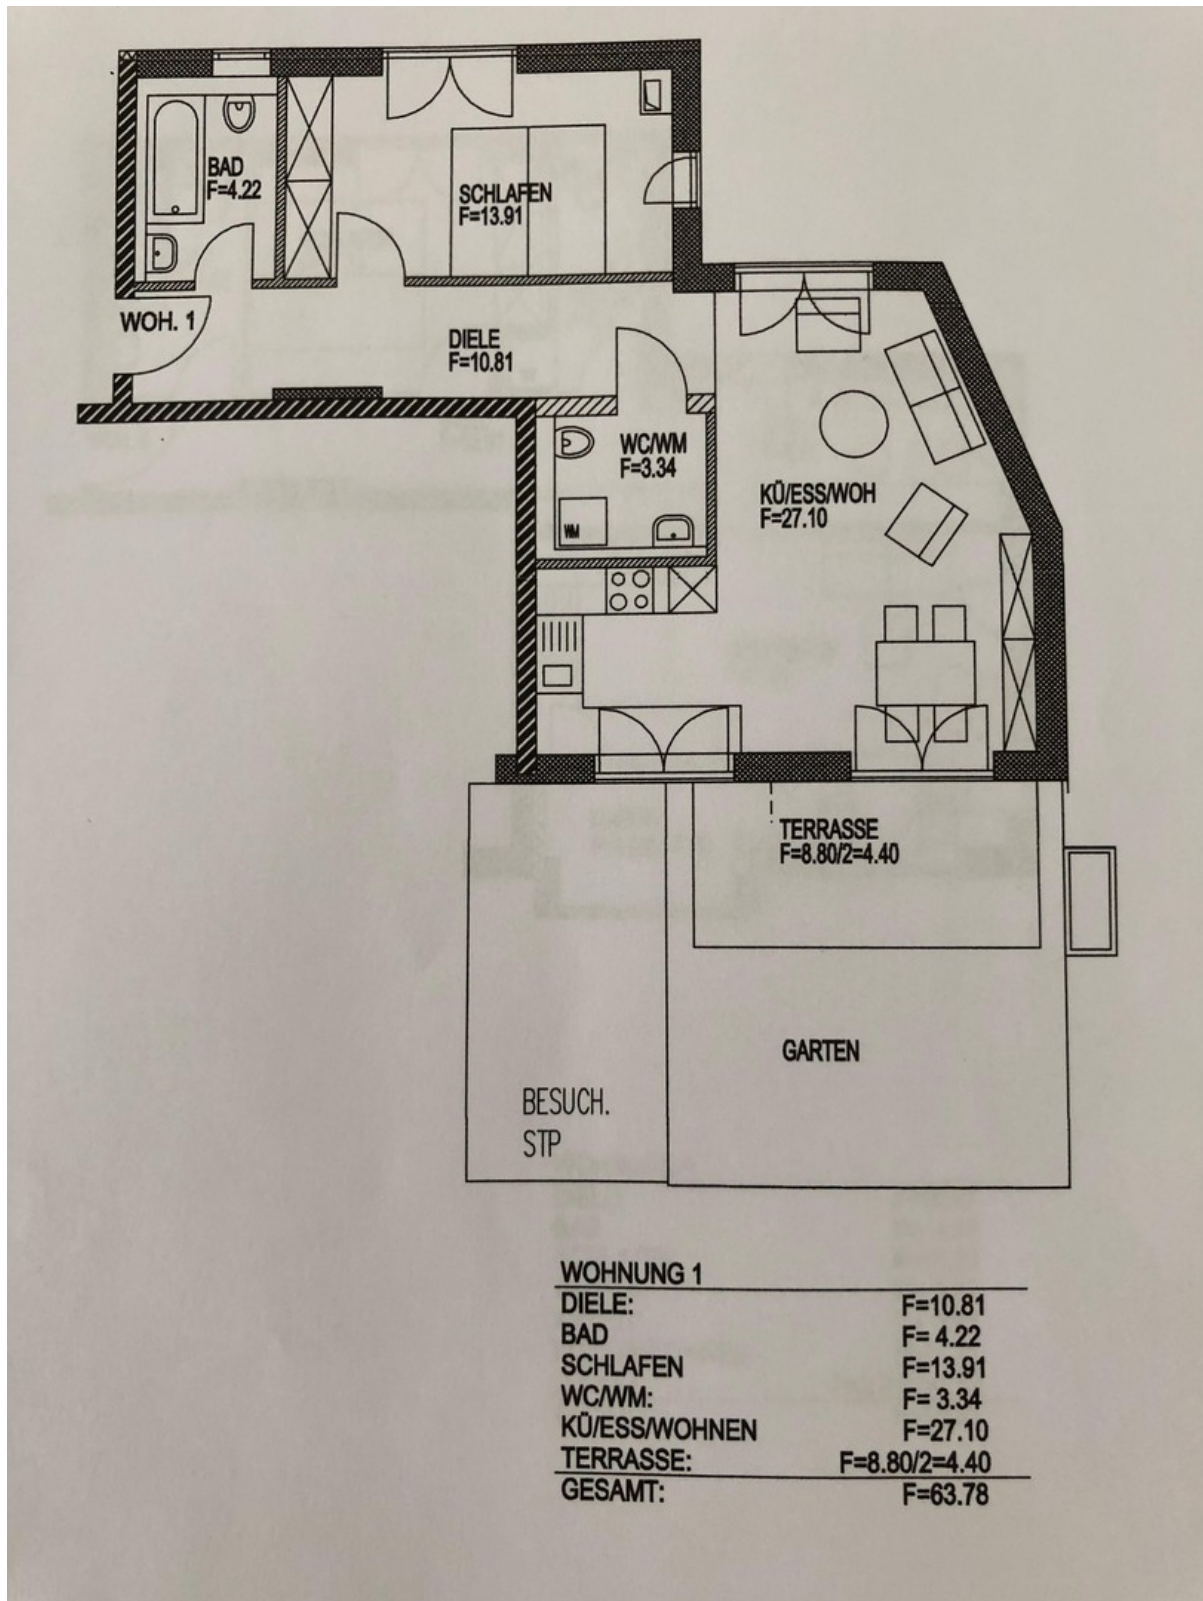 BAD
F=4.22
SCHLAFEN
F=13.91
WOH. 1
DIELE
F=10.81
WC/WM
F=3.34
WM
KÜ/ESS/WOH
F=27.10
TERRASSE
F=8.80/2=4.40
GARTEN
BESUCH.
STP
WOHNUNG 1
DIELE: F=10.81
BAD F= 4.22
SCHLAFEN F=13.91
WC/WM: F= 3.34
KÜ/ESS/WOHNEN F=27.10
TERRASSE: F=8.80/2=4.40
GESAMT: F=63.78